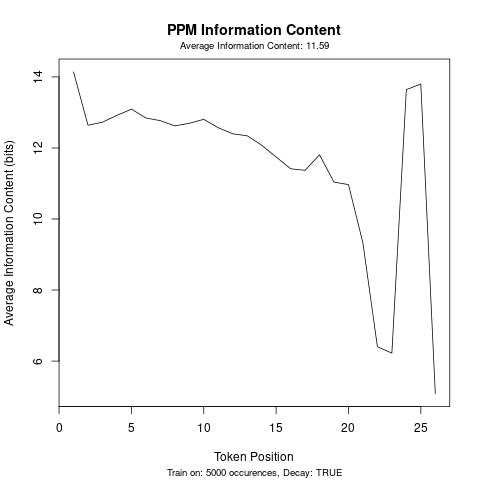 PPM Information Content
Average Information Content: 11.59
Average Information Content (bits)
14
12
10
8
6
0 5 10 15 20 25
Token Position
Train on: 5000 occurences, Decay: TRUE